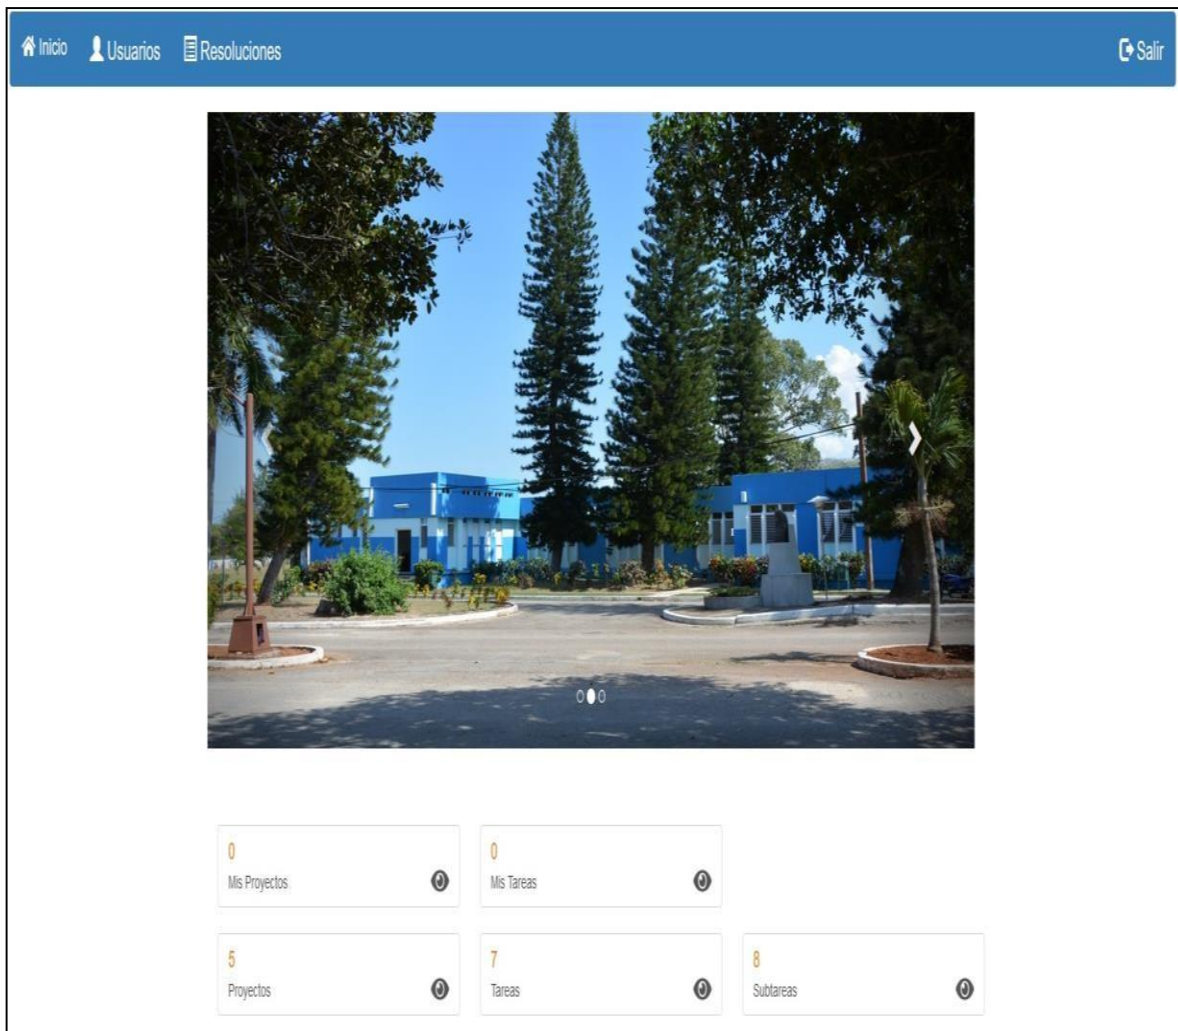 Inicio Usuarios Resoluciones Salir
0 0
Mis Proyectos Mis Tareas
5 7 8
Proyectos Tareas Subtareas